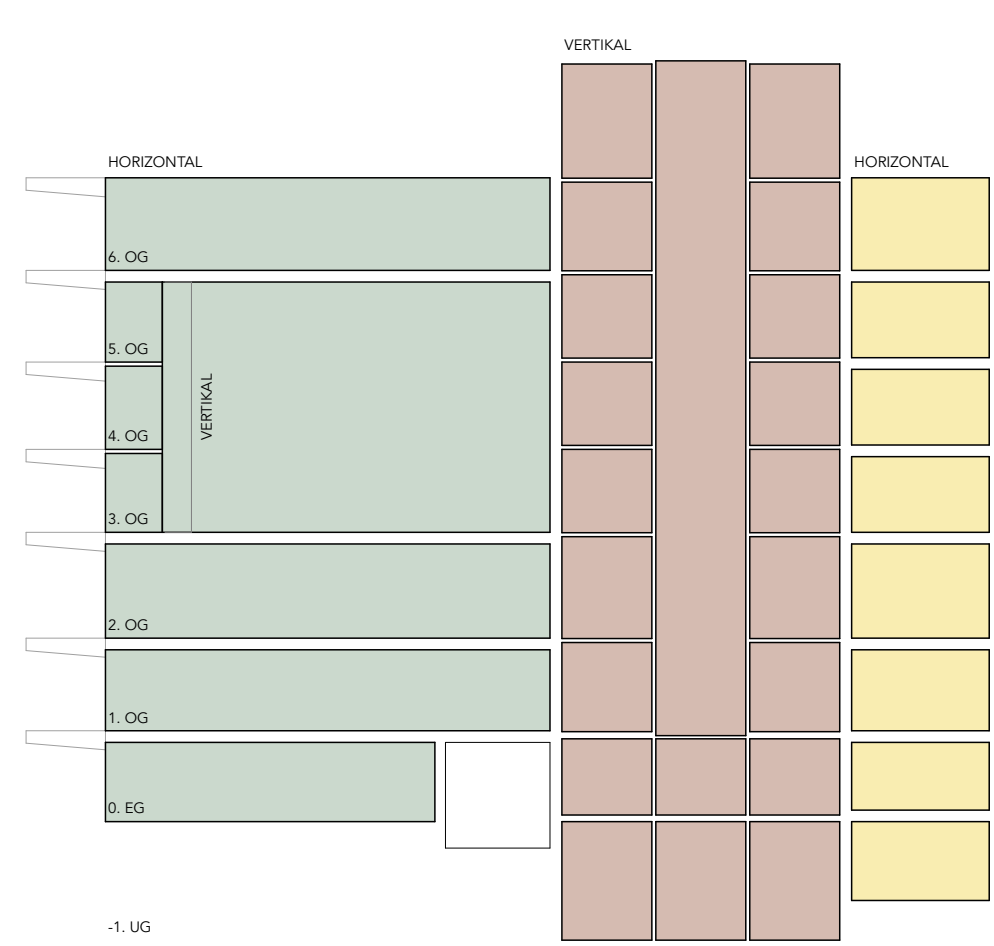 VERTIKAL
HORIZONTAL
HORIZONTAL
6. OG
5. OG
VERTIKAL
4. OG
3. OG
2. OG
1. OG
0. EG
-1. UG